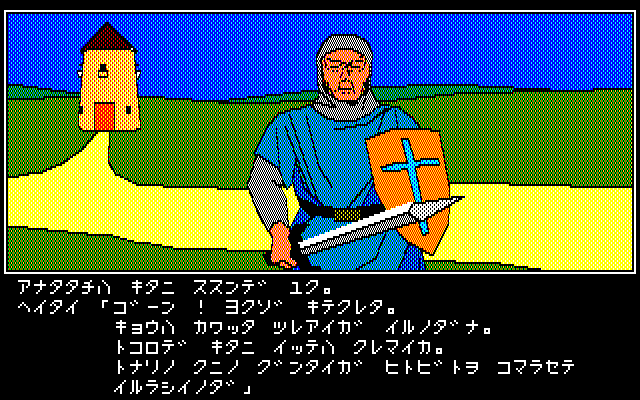 アナタタチハ キタニ ススンデ ユク。
ヘイタイ 「ゴーン ! ヨクゾ キテクレタ。
キョウハ カワッタ ツレアイガ イルノダナ。
トコロデ キタニ イッテハ クレマイカ。
トナリノ クニノ グンタイガ ヒトビトヲ コマラセテ
イルラシイノダ」